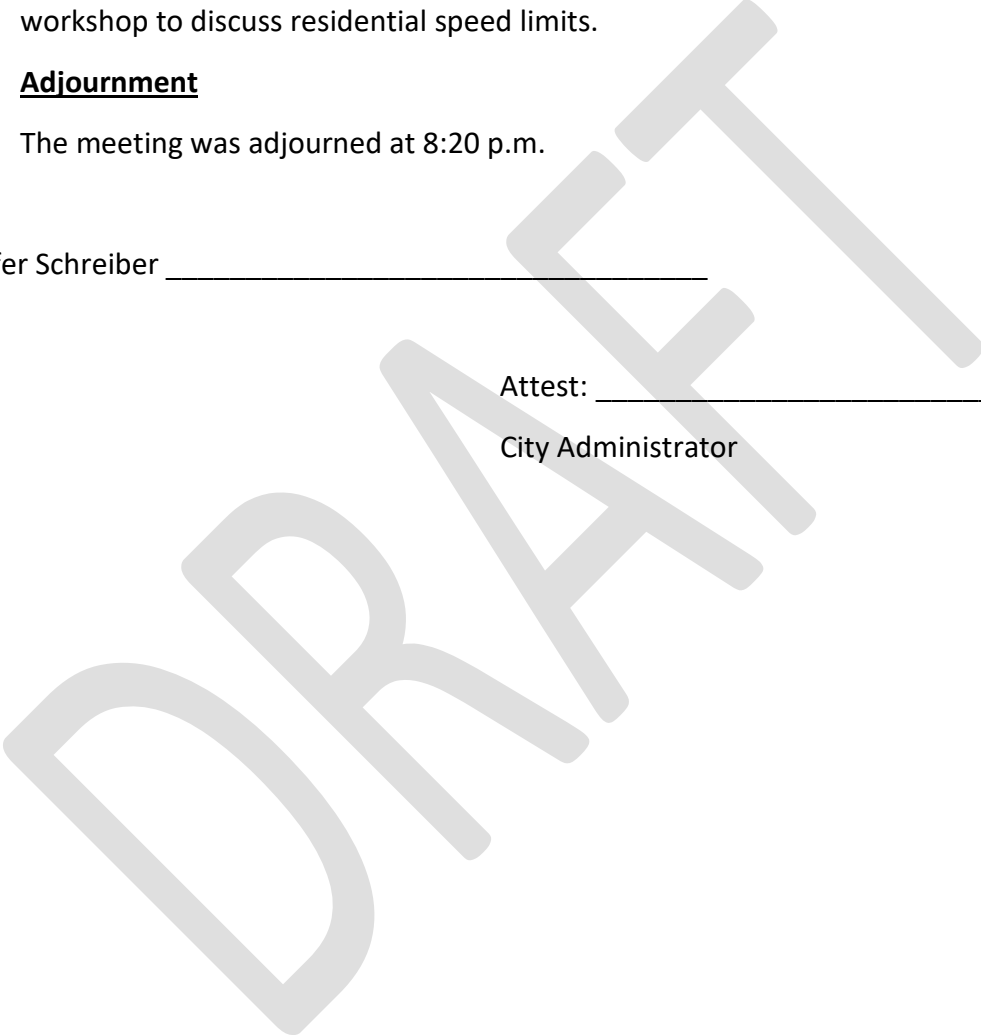 workshop to discuss residential speed limits.
Adjournment
The meeting was adjourned at 8:20 p.m.
fer Schreiber ___________________________________
Attest: _________________________
City Administrator
DRAFT